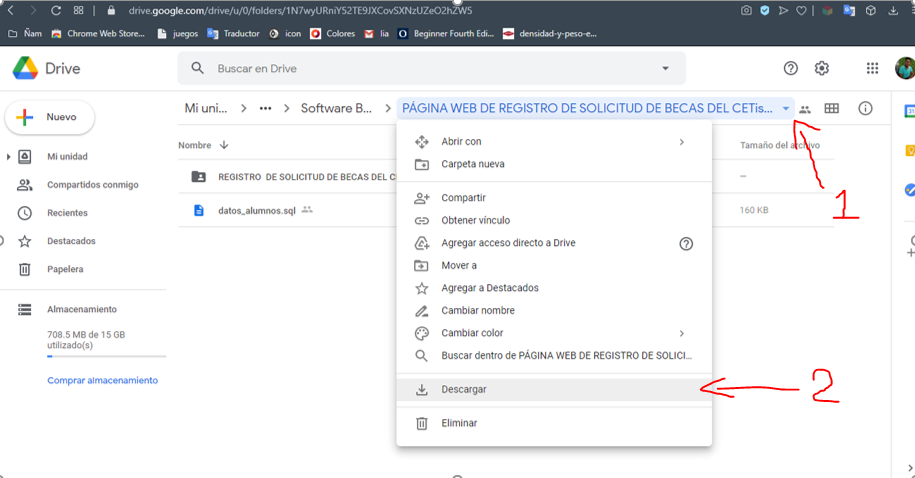 drive.google.com/drive/u/0/folders/1N7wyURniY52TE9JXCovSXNzUZeO2hZW5
Ñam
Chrome Web Store...
juegos
Traductor
icon
Colores
lia
Beginner Fourth Edi...
densidad-y-peso-e...
Drive
Buscar en Drive
Nuevo
Mi unidad
Compartidos conmigo
Recientes
Destacados
Papelera
Almacenamiento
708.5 MB de 15 GB
utilizado(s)
Comprar almacenamiento
Mi uni... > ... > Software B... > PÁGINA WEB DE REGISTRO DE SOLICITUD DE BECAS DEL CETis...
Nombre
Tamaño del archivo
REGISTRO DE SOLICITUD DE BECAS DEL C
–
datos_alumnos.sql
160 KB
Abrir con
Carpeta nueva
Compartir
Obtener vínculo
Agregar acceso directo a Drive
Mover a
Agregar a Destacados
Cambiar nombre
Cambiar color
Buscar dentro de PÁGINA WEB DE REGISTRO DE SOLICI...
Descargar
Eliminar
1
2